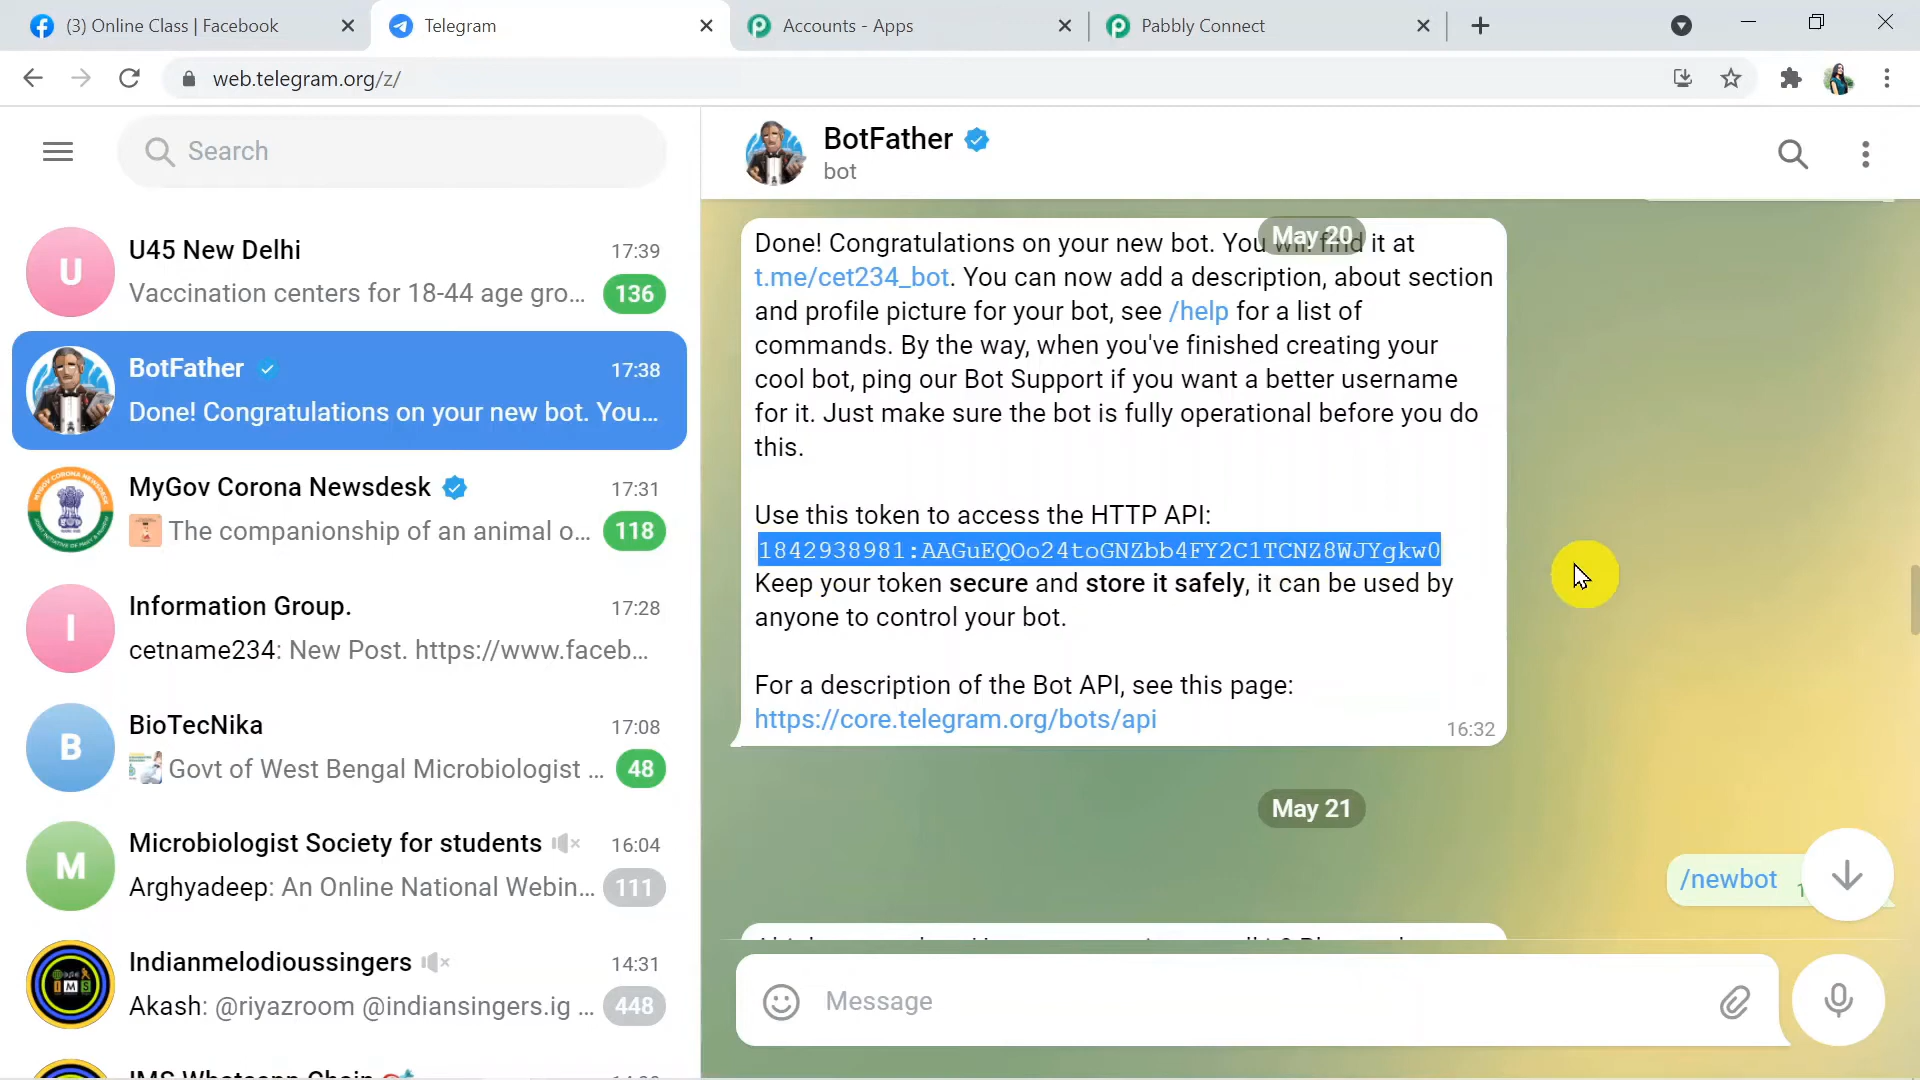 (3) Online Class | Facebook
Telegram
Accounts - Apps
Pabbly Connect
web.telegram.org/z/
Search
U45 New Delhi 17:39
Vaccination centers for 18-44 age gro... 136
BotFather 17:38
Done! Congratulations on your new bot. You...
MyGov Corona Newsdesk 17:31
The companionship of an animal o... 118
Information Group. 17:28
cetname234: New Post. https://www.faceb...
BioTecNika 17:08
Govt of West Bengal Microbiologist ... 48
Microbiologist Society for students 16:04
Arghyadeep: An Online National Webin... 111
Indianmelodioussingers 14:31
Akash: @riyazroom @indiansingers.ig ... 448
U
I
B
M
IMS
BotFather
bot
May 20
Done! Congratulations on your new bot. You will find it at
t.me/cet234_bot. You can now add a description, about section
and profile picture for your bot, see /help for a list of
commands. By the way, when you've finished creating your
cool bot, ping our Bot Support if you want a better username
for it. Just make sure the bot is fully operational before you do
this.
Use this token to access the HTTP API:
1842938981:AAGuEQOo24toGNZbb4FY2C1TCNZ8WJYgkw0
Keep your token secure and store it safely, it can be used by
anyone to control your bot.
For a description of the Bot API, see this page:
https://core.telegram.org/bots/api
16:32
May 21
/newbot
Message